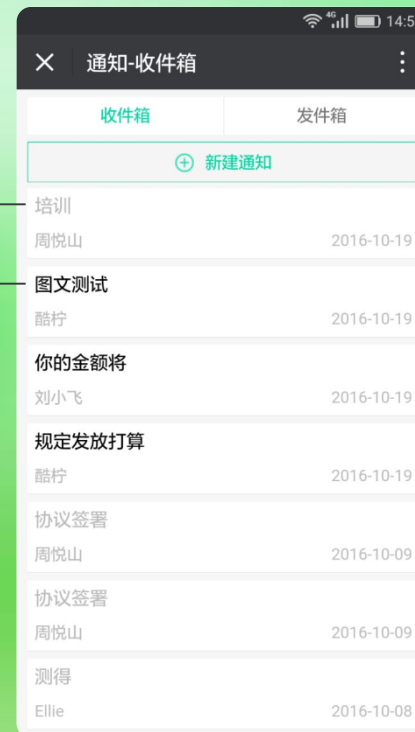 4G 14:5
通知-收件箱
收件箱 发件箱
新建通知
培训
周悦山 2016-10-19
图文测试
酷柠 2016-10-19
你的金额将
刘小飞 2016-10-19
规定发放打算
酷柠 2016-10-19
协议签署
周悦山 2016-10-09
协议签署
周悦山 2016-10-09
测得
Ellie 2016-10-08